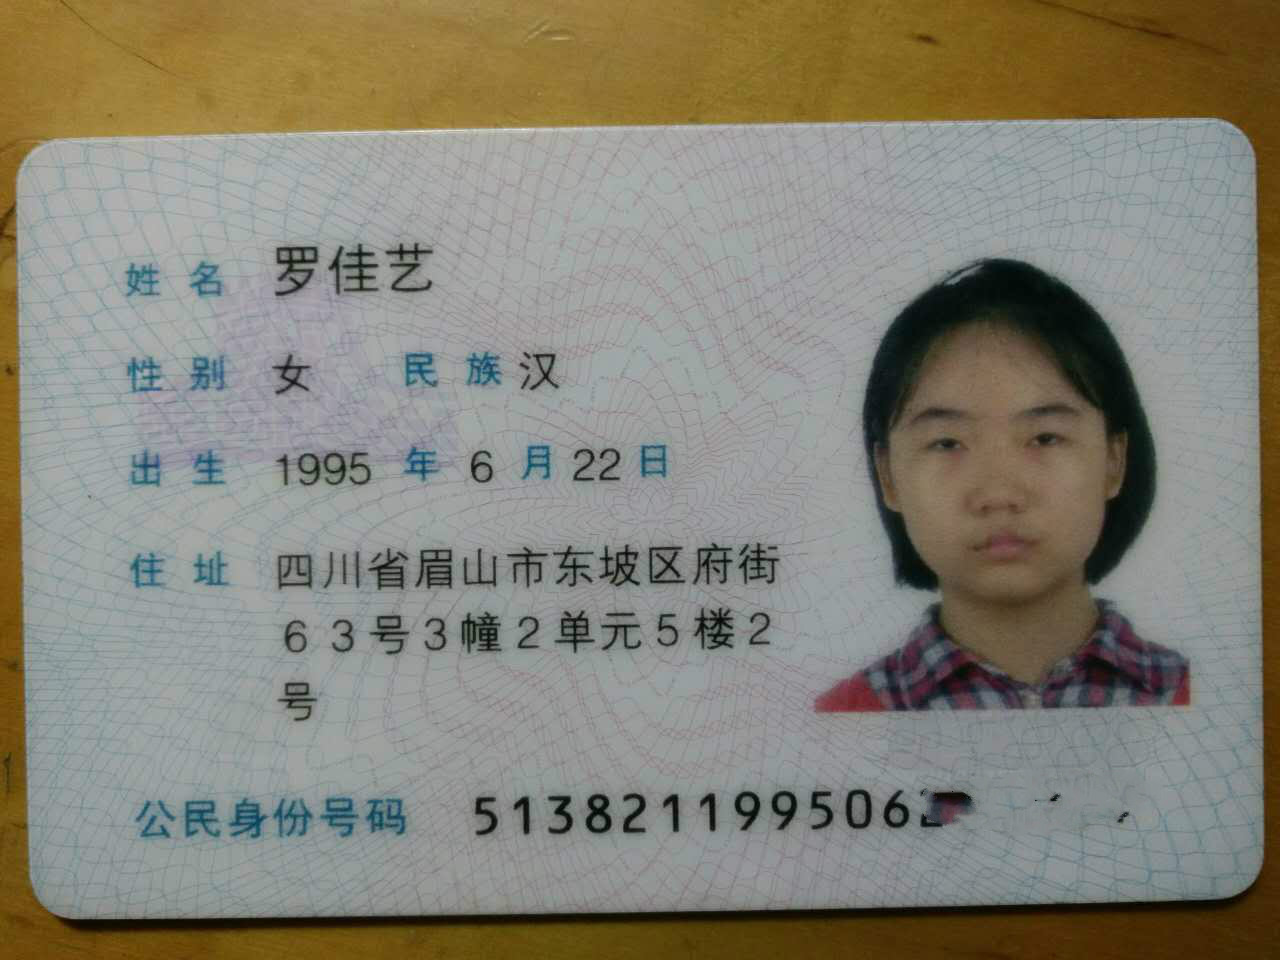 姓名 罗佳艺
性别 女 民族 汉
出生 1995 年 6 月 22 日
住址 四川省眉山市东坡区府街
63号3幢2单元5楼2
号
公民身份号码 513821199506